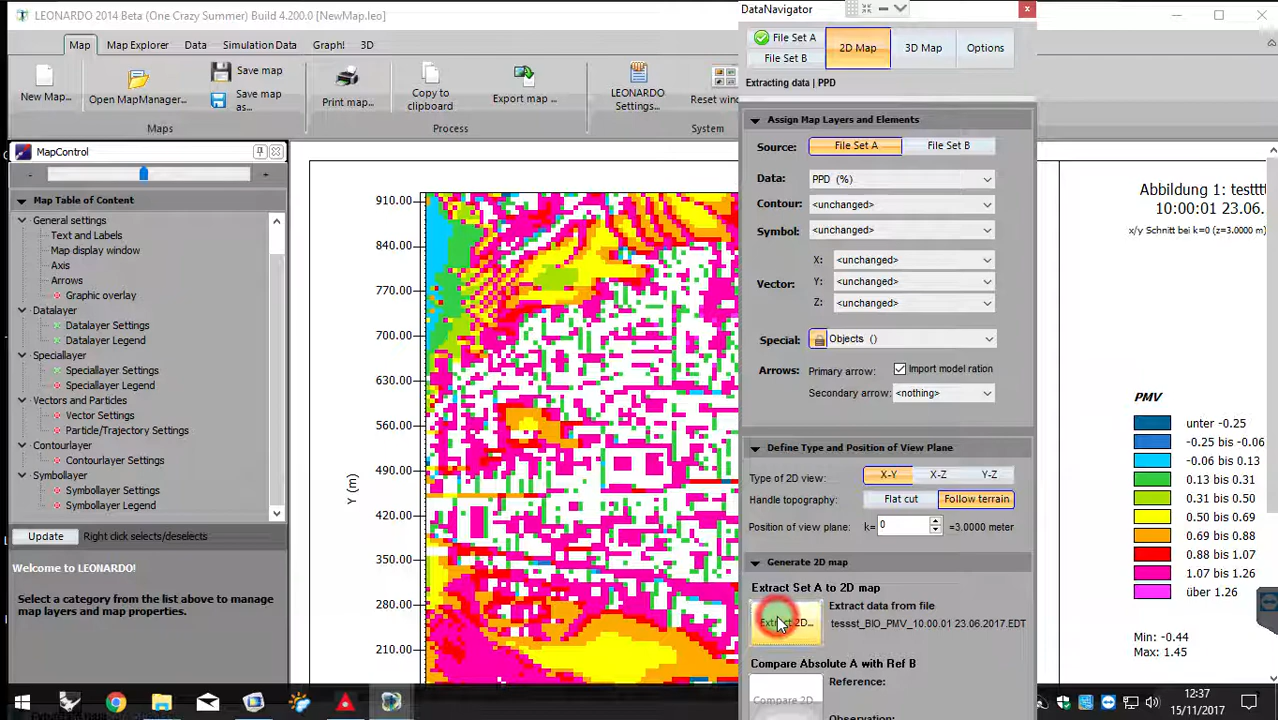 LEONARDO 2014 Beta (One Crazy Summer) Build 4.200.0 [NewMap.leo]
Map
Map Explorer
Data
Simulation Data
Graph!
3D
New Map...
Open MapManager...
Save map
Save map as...
Maps
Print map...
Copy to clipboard
Export map ...
Process
LEONARDO Settings...
Reset win
System
MapControl
-
+
Map Table of Content
General settings
Text and Labels
Map display window
Axis
Arrows
Graphic overlay
Datalayer
Datalayer Settings
Datalayer Legend
Speciallayer
Speciallayer Settings
Speciallayer Legend
Vectors and Particles
Vector Settings
Particle/Trajectory Settings
Contourlayer
Contourlayer Settings
Symbollayer
Symbollayer Settings
Symbollayer Legend
Update
Right click selects/deselects
Welcome to LEONARDO!
Select a category from the list above to manage map layers and map properties.
Y (m)
910.00
840.00
770.00
700.00
630.00
560.00
490.00
420.00
350.00
280.00
210.00
DataNavigator
File Set A
File Set B
2D Map
3D Map
Options
Extracting data | PPD
Assign Map Layers and Elements
Source:
File Set A
File Set B
Data:
PPD (%)
Contour:
<unchanged>
Symbol:
<unchanged>
Vector:
X:
<unchanged>
Y:
<unchanged>
Z:
<unchanged>
Special:
Objects ()
Arrows:
Primary arrow:
Import model ration
Secondary arrow:
<nothing>
Define Type and Position of View Plane
Type of 2D view:
X-Y
X-Z
Y-Z
Handle topography:
Flat cut
Follow terrain
Position of view plane:
k=
0
=3.0000 meter
Generate 2D map
Extract Set A to 2D map
Extract 2D...
Extract data from file
tessst_BIO_PMV_10:00.01 23.06.2017.EDT
Compare Absolute A with Ref B
Compare 2D
Reference:
Abbildung 1: testtt
10:00:01 23.06.
x/y Schnitt bei k=0 (z=3.0000 m)
PMV
unter -0.25
-0.25 bis -0.06
-0.06 bis 0.13
0.13 bis 0.31
0.31 bis 0.50
0.50 bis 0.69
0.69 bis 0.88
0.88 bis 1.07
1.07 bis 1.26
über 1.26
Min: -0.44
Max: 1.45
12:37
15/11/2017